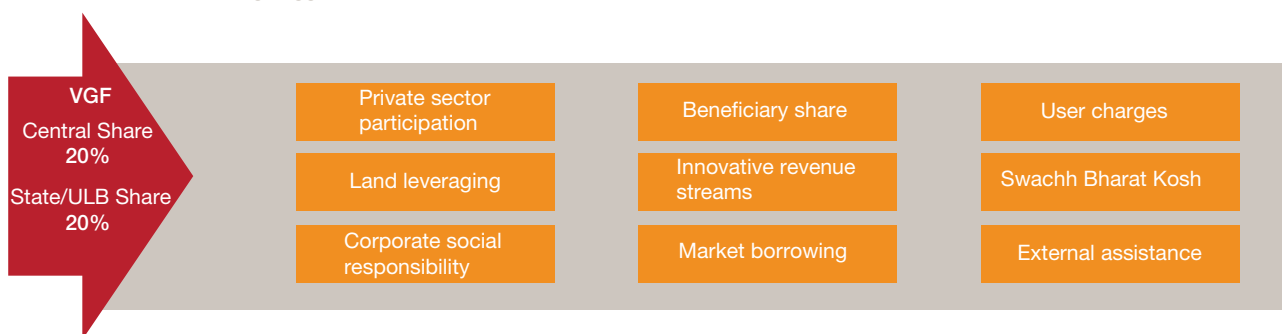 VGF
Central Share
20%
State/ULB Share
20%
Private sector
participation
Beneficiary share
User charges
Land leveraging
Innovative revenue
streams
Swachh Bharat Kosh
Corporate social
responsibility
Market borrowing
External assistance